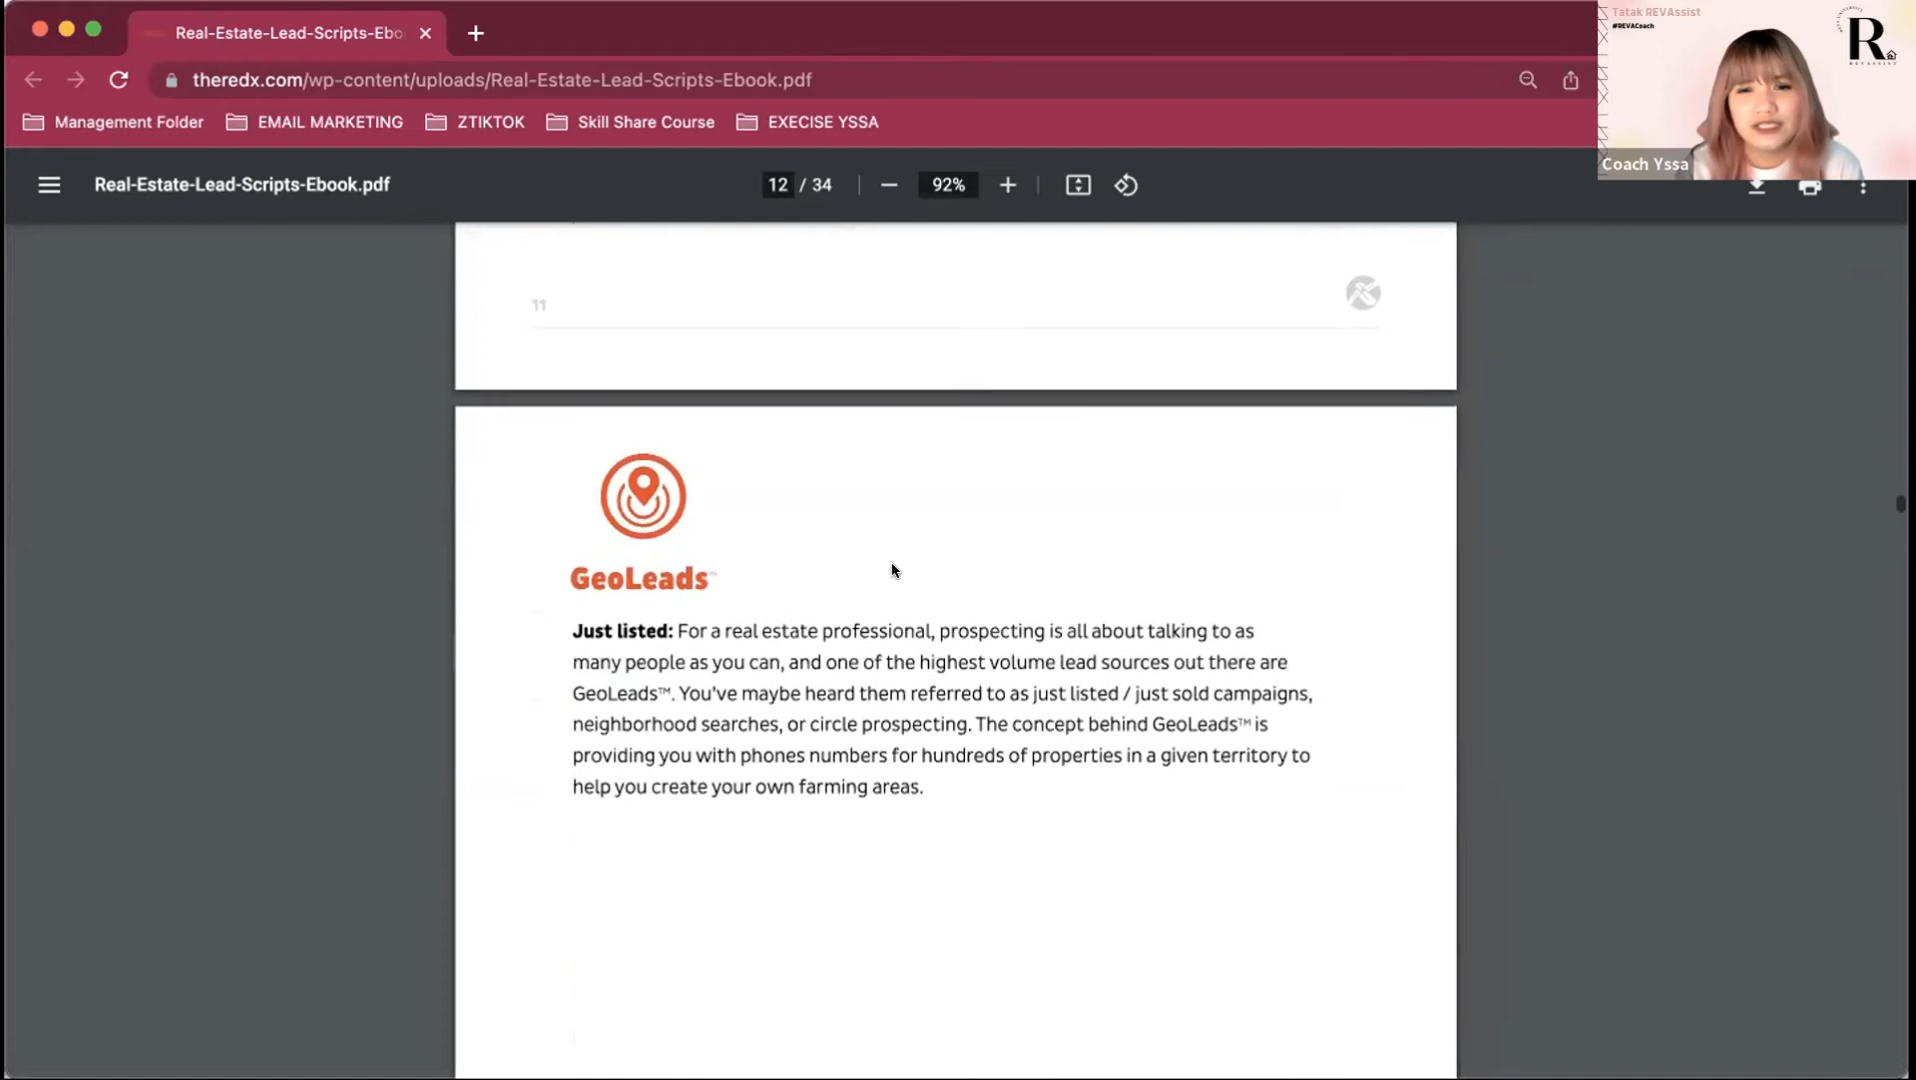 Real-Estate-Lead-Scripts-Ebo
theredx.com/wp-content/uploads/Real-Estate-Lead-Scripts-Ebook.pdf
Management Folder
EMAIL MARKETING
ZTIKTOK
Skill Share Course
EXECISE YSSA
Tatak REVAssist
#REVACoach
R
Coach Yssa
Real-Estate-Lead-Scripts-Ebook.pdf
12 / 34
92%
11
GeoLeads™
Just listed: For a real estate professional, prospecting is all about talking to as
many people as you can, and one of the highest volume lead sources out there are
GeoLeads™. You've maybe heard them referred to as just listed / just sold campaigns,
neighborhood searches, or circle prospecting. The concept behind GeoLeads™ is
providing you with phones numbers for hundreds of properties in a given territory to
help you create your own farming areas.